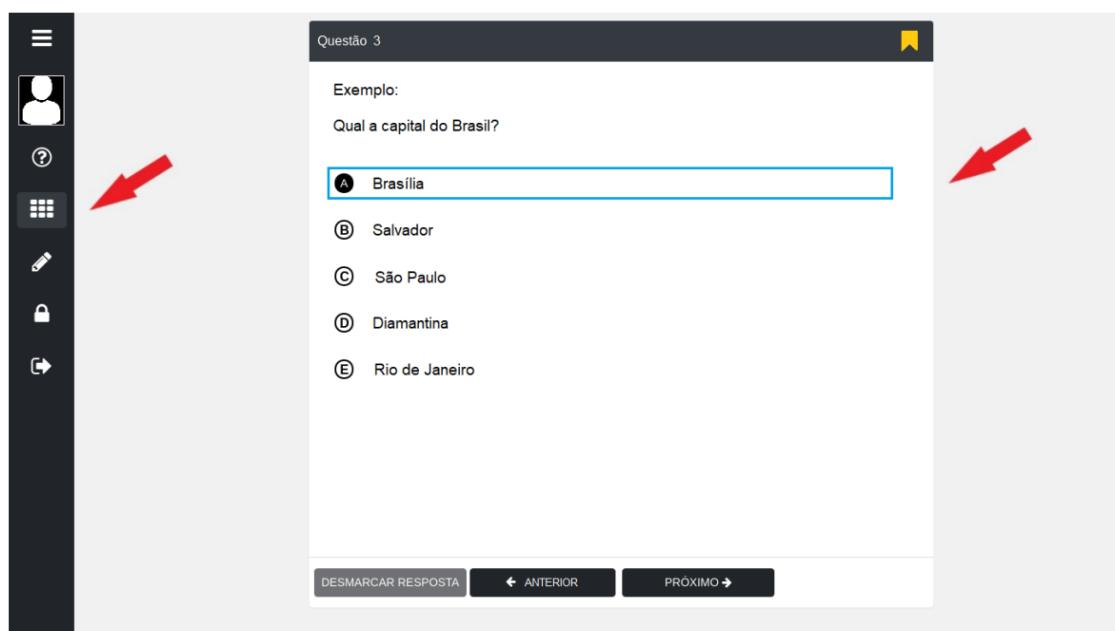 Questão 3
Exemplo:
Qual a capital do Brasil?
A Brasília
B Salvador
C São Paulo
D Diamantina
E Rio de Janeiro
DESMARCAR RESPOSTA ANTERIOR PRÓXIMO